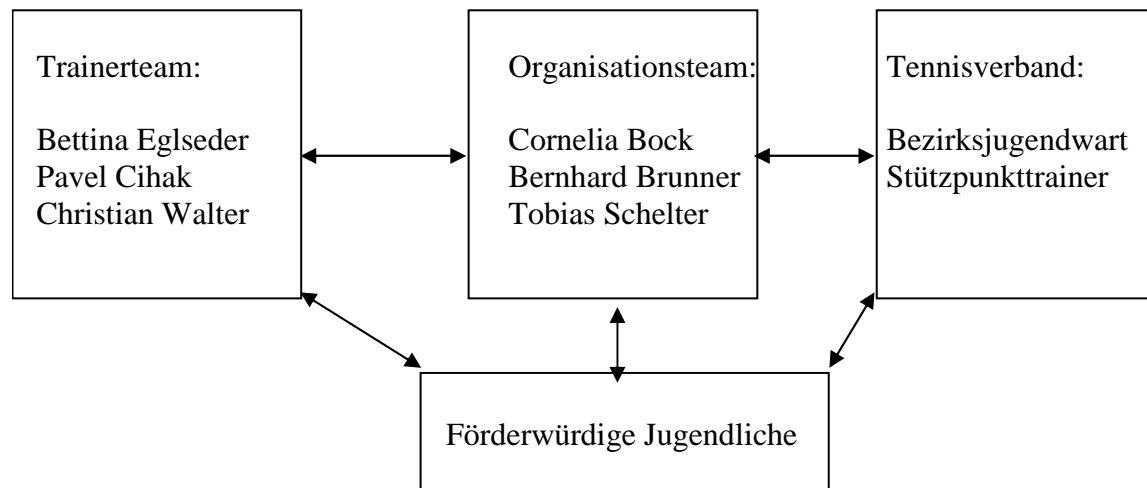 Trainerteam:
Bettina Eglseder
Pavel Cihak
Christian Walter
Organisationsteam:
Cornelia Bock
Bernhard Brunner
Tobias Schelter
Tennisverband:
Bezirksjugendwart
Stützpunkttrainer
Förderwürdige Jugendliche